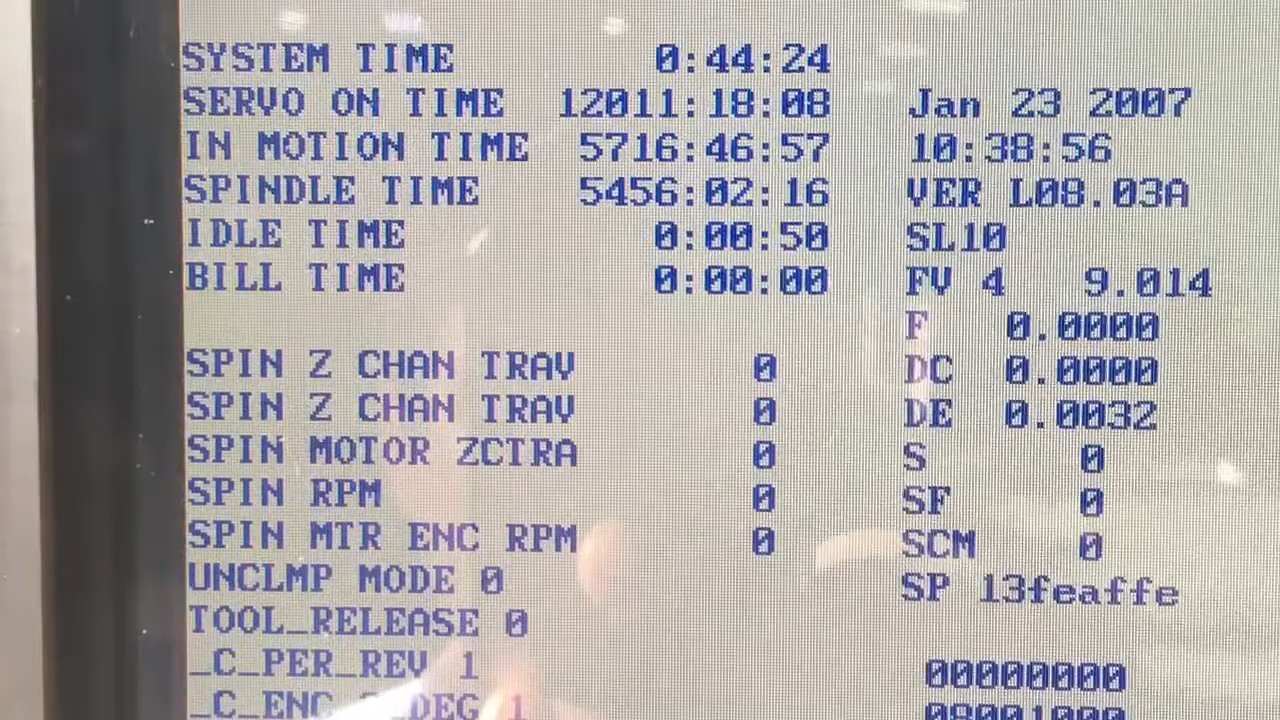 SYSTEM TIME 0:44:24
SERVO ON TIME 12011:18:08 Jan 23 2007
IN MOTION TIME 5716:46:57 10:38:56
SPINDLE TIME 5456:02:16 VER L08.03A
IDLE TIME 0:00:50 SL10
BILL TIME 0:00:00 FV 4 9.014
F 0.0000
SPIN Z CHAN TRAV 0 DC 0.0000
SPIN Z CHAN TRAV 0 DE 0.0032
SPIN MOTOR ZCTRA 0 S 0
SPIN RPM 0 SF 0
SPIN MTR ENC RPM 0 SCM 0
UNCLMP MODE 0 SP 13feaffe
TOOL_RELEASE 0
_C_PER_REV 1 00000000
_C_ENC DEG 1 08001000